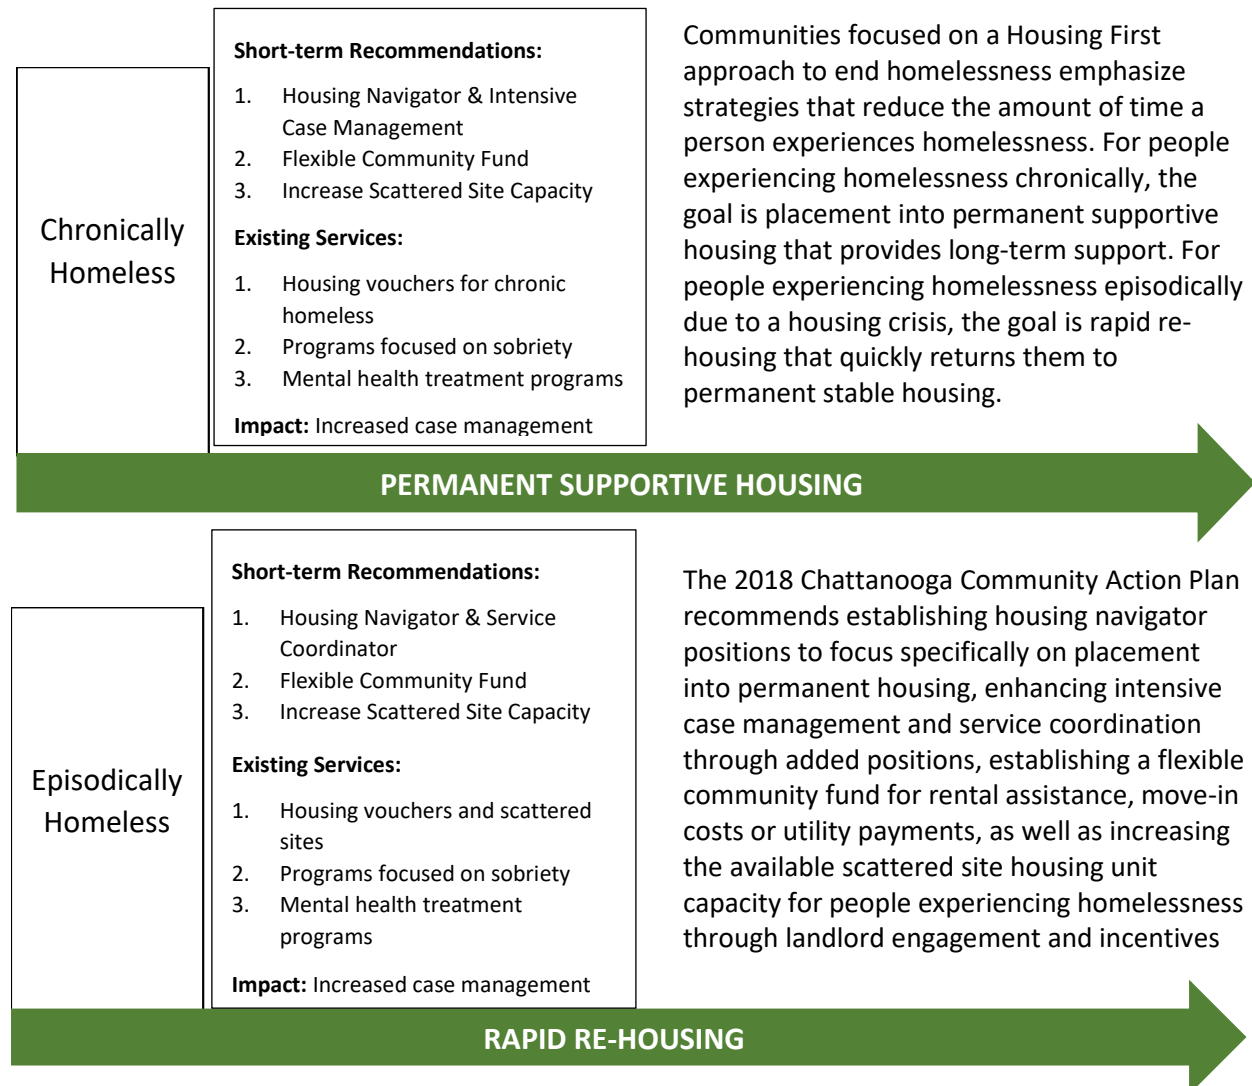 Chronically
Homeless
Short-term Recommendations:
1. Housing Navigator & Intensive
Case Management
2. Flexible Community Fund
3. Increase Scattered Site Capacity
Existing Services:
1. Housing vouchers for chronic
homeless
2. Programs focused on sobriety
3. Mental health treatment programs
Impact: Increased case management
Communities focused on a Housing First
approach to end homelessness emphasize
strategies that reduce the amount of time a
person experiences homelessness. For people
experiencing homelessness chronically, the
goal is placement into permanent supportive
housing that provides long-term support. For
people experiencing homelessness episodically
due to a housing crisis, the goal is rapid re-
housing that quickly returns them to
permanent stable housing.
PERMANENT SUPPORTIVE HOUSING
Episodically
Homeless
Short-term Recommendations:
1. Housing Navigator & Service
Coordinator
2. Flexible Community Fund
3. Increase Scattered Site Capacity
Existing Services:
1. Housing vouchers and scattered
sites
2. Programs focused on sobriety
3. Mental health treatment
programs
Impact: Increased case management
The 2018 Chattanooga Community Action Plan
recommends establishing housing navigator
positions to focus specifically on placement
into permanent housing, enhancing intensive
case management and service coordination
through added positions, establishing a flexible
community fund for rental assistance, move-in
costs or utility payments, as well as increasing
the available scattered site housing unit
capacity for people experiencing homelessness
through landlord engagement and incentives
RAPID RE-HOUSING